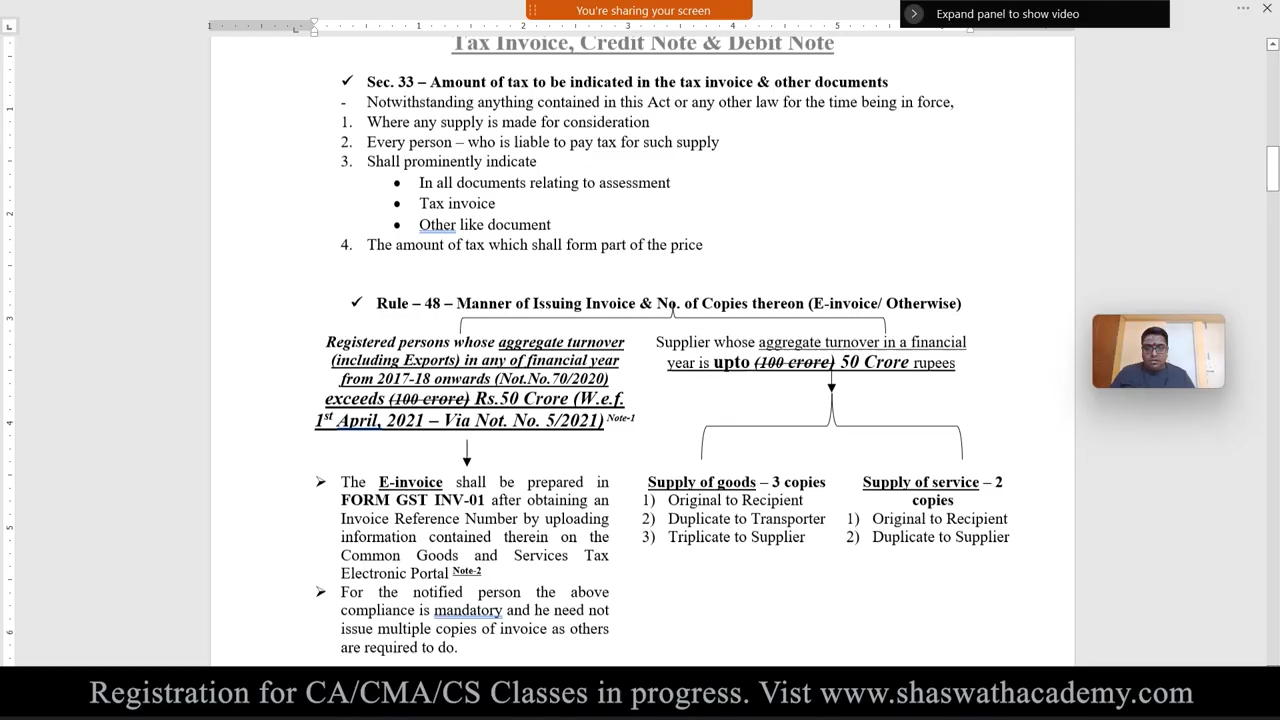 You're sharing your screen
Expand panel to show video
Tax Invoice, Credit Note & Debit Note
✓ Sec. 33 – Amount of tax to be indicated in the tax invoice & other documents
- Notwithstanding anything contained in this Act or any other law for the time being in force,
1. Where any supply is made for consideration
2. Every person – who is liable to pay tax for such supply
3. Shall prominently indicate
• In all documents relating to assessment
• Tax invoice
• Other like document
4. The amount of tax which shall form part of the price
✓ Rule – 48 – Manner of Issuing Invoice & No. of Copies thereon (E-invoice/ Otherwise)
Registered persons whose aggregate turnover
(including Exports) in any of financial year
from 2017-18 onwards (Not.No.70/2020)
exceeds (100 crore) Rs.50 Crore (W.e.f.
1st April, 2021 – Via Not. No. 5/2021) Note-1
Supplier whose aggregate turnover in a financial
year is upto (100 crore) 50 Crore rupees
➢ The E-invoice shall be prepared in
FORM GST INV-01 after obtaining an
Invoice Reference Number by uploading
information contained therein on the
Common Goods and Services Tax
Electronic Portal Note-2
➢ For the notified person the above
compliance is mandatory and he need not
issue multiple copies of invoice as others
are required to do.
Supply of goods – 3 copies
1) Original to Recipient
2) Duplicate to Transporter
3) Triplicate to Supplier
Supply of service – 2
copies
1) Original to Recipient
2) Duplicate to Supplier
Registration for CA/CMA/CS Classes in progress. Vist www.shaswathacademy.com